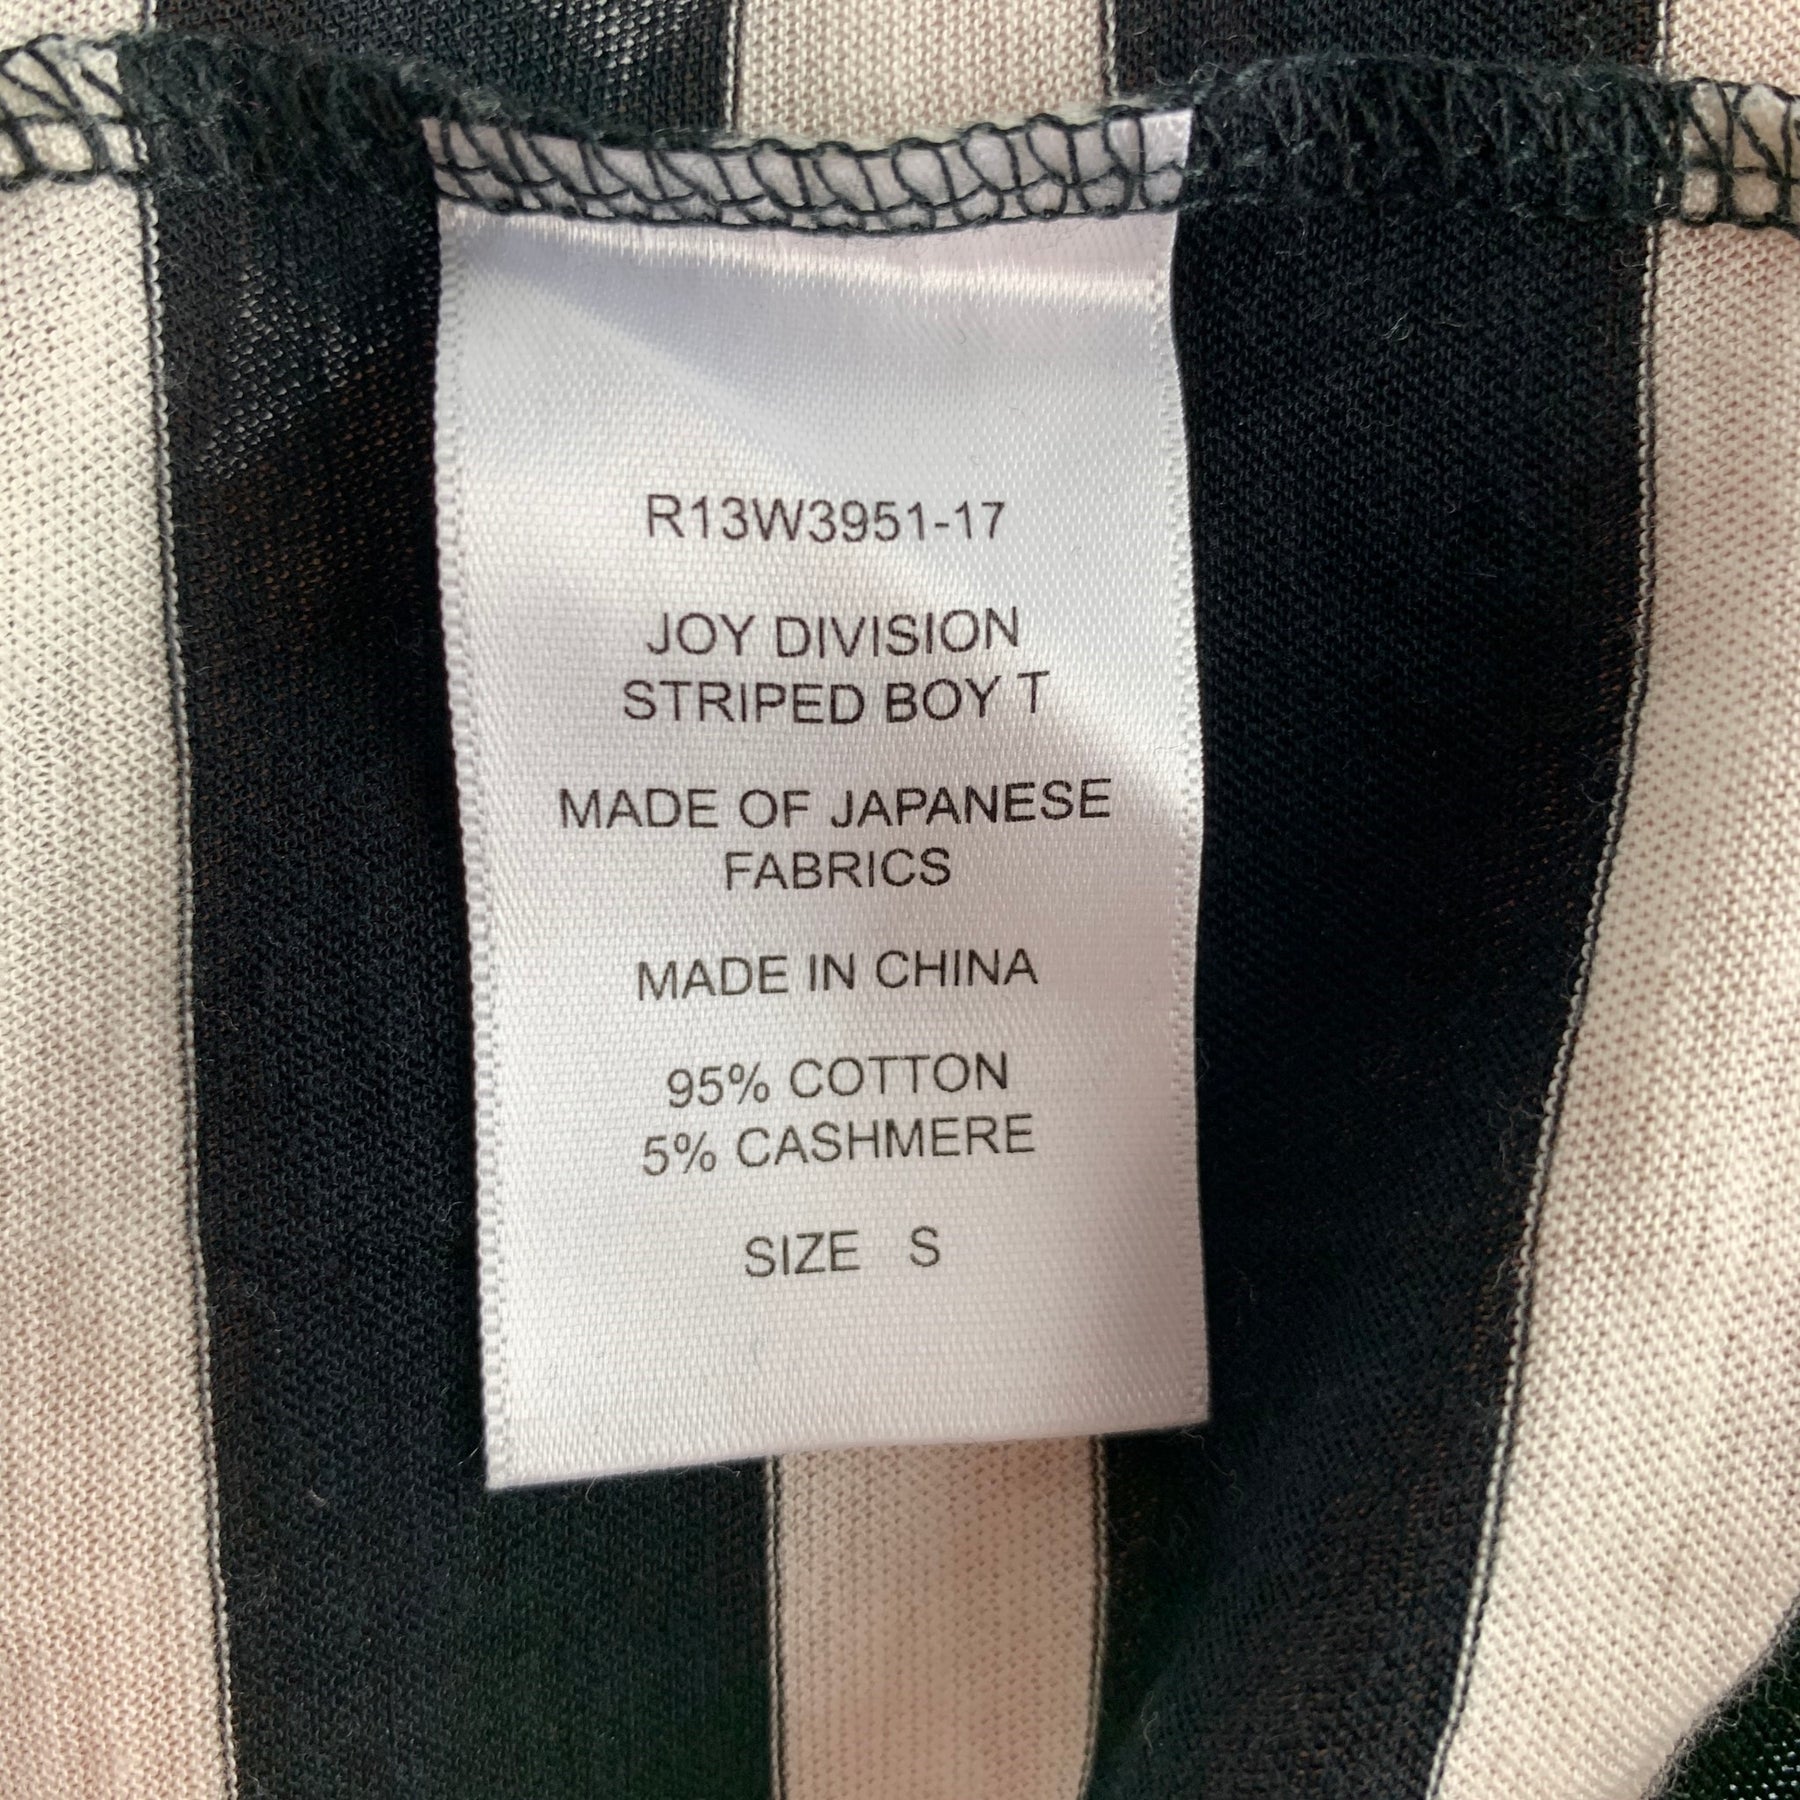 R13W3951-17
JOY DIVISION
STRIPED BOY T
MADE OF JAPANESE
FABRICS
MADE IN CHINA
95% COTTON
5% CASHMERE
SIZE S